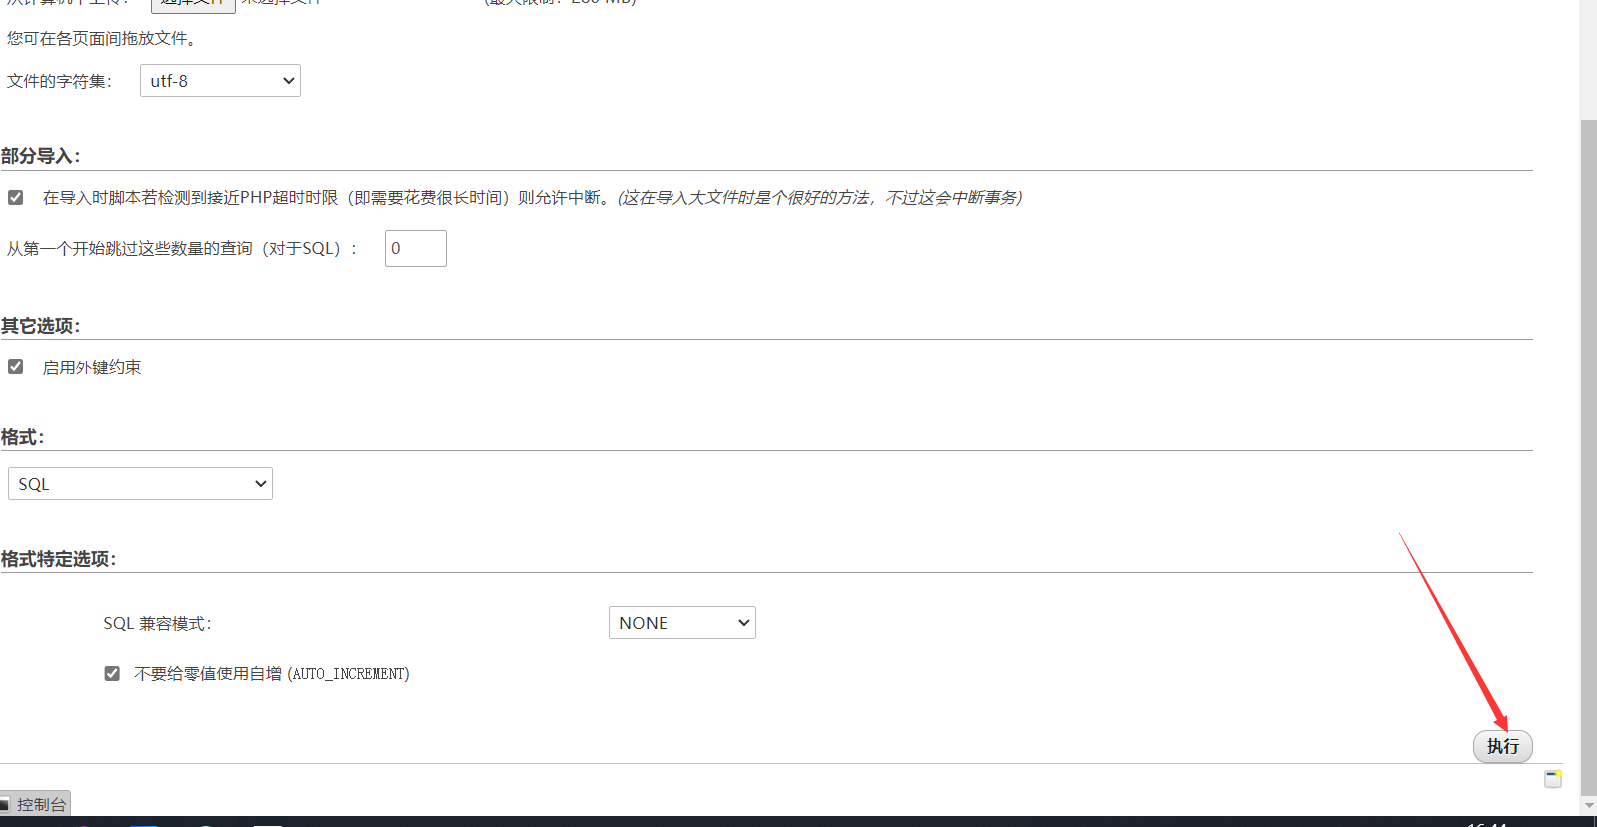 您可在各页面间拖放文件。
文件的字符集： utf-8
部分导入：
在导入时脚本若检测到接近PHP超时时限（即需要花费很长时间）则允许中断。(这在导入大文件时是个很好的方法，不过这会中断事务)
从第一个开始跳过这些数量的查询（对于SQL）： 0
其它选项：
启用外键约束
格式：
SQL
格式特定选项：
SQL 兼容模式： NONE
不要给零值使用自增 (AUTO_INCREMENT)
执行
控制台